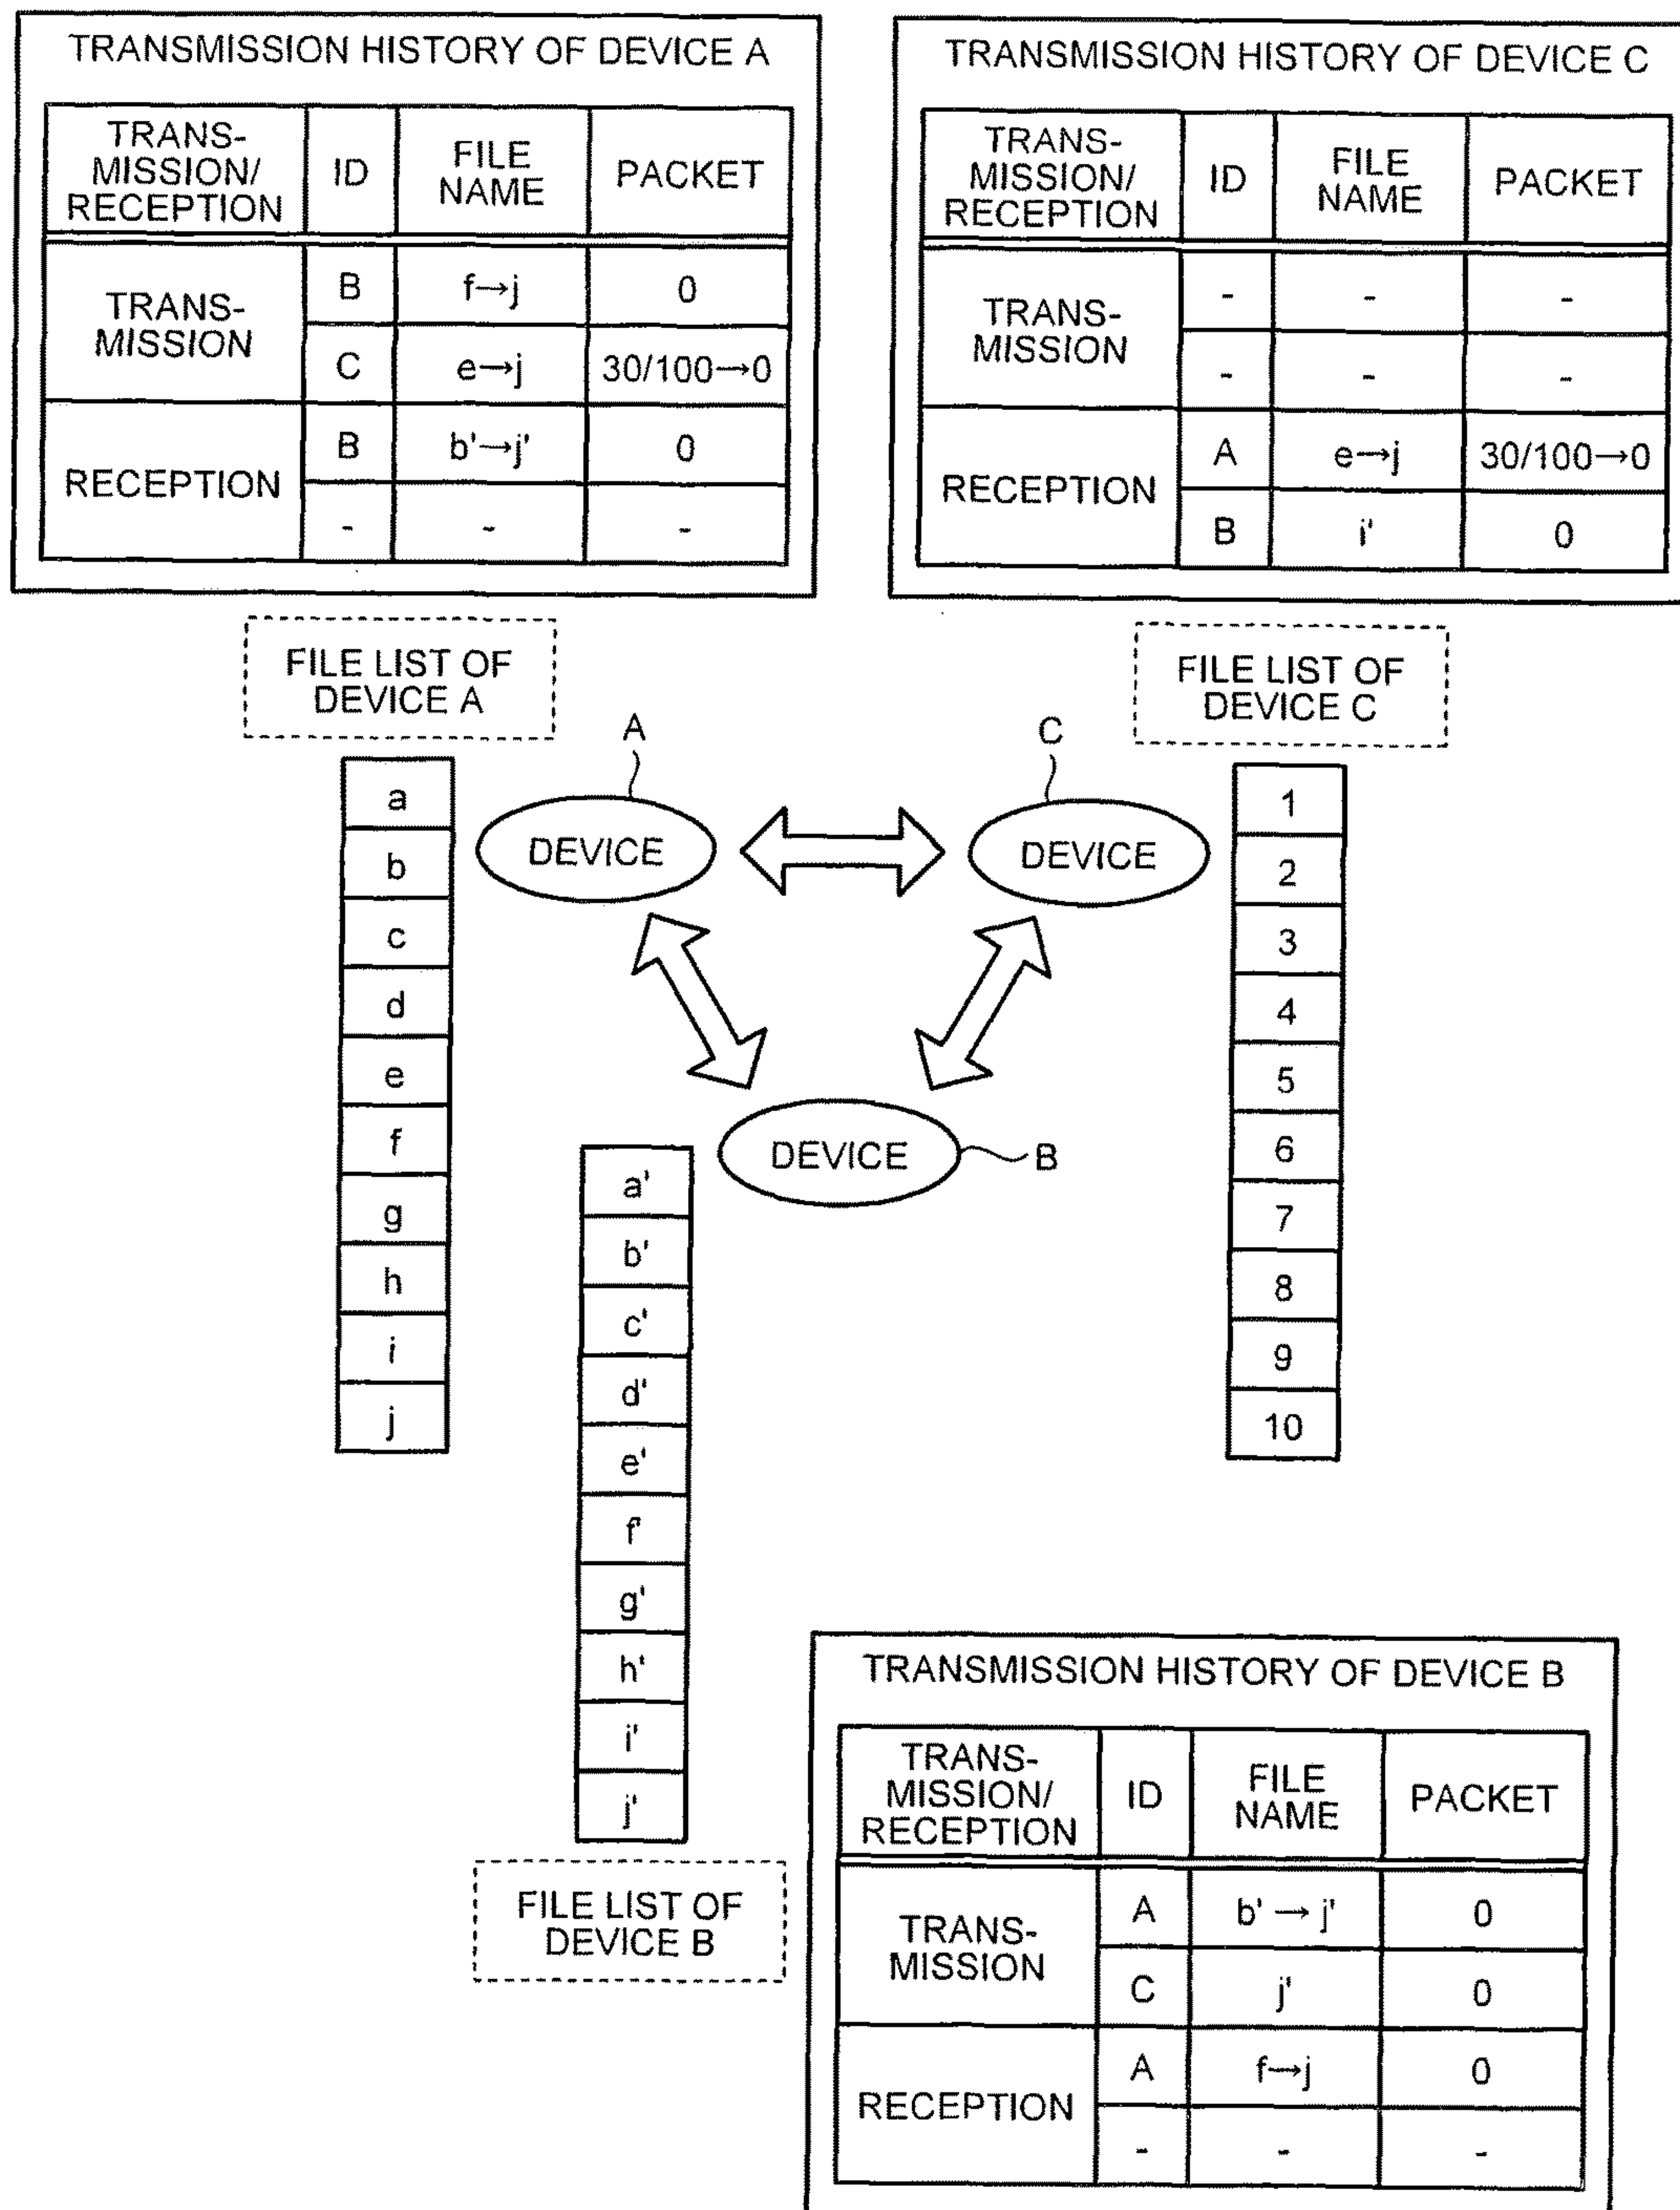 TRANSMISSION HISTORY OF DEVICE A
TRANS-
MISSION/
RECEPTION
ID
FILE
NAME
PACKET
TRANS-
MISSION
B
f→j
0
C
e→j
30/100→0
RECEPTION
B
b'→j'
0
-
-
-
TRANSMISSION HISTORY OF DEVICE C
TRANS-
MISSION/
RECEPTION
ID
FILE
NAME
PACKET
TRANS-
MISSION
-
-
-
-
-
-
RECEPTION
A
e→j
30/100→0
B
i'
0
FILE LIST OF
DEVICE A
a
b
c
d
e
f
g
h
i
j
A
DEVICE
C
DEVICE
DEVICE
B
FILE LIST OF
DEVICE C
1
2
3
4
5
6
7
8
9
10
a'
b'
c'
d'
e'
f'
g'
h'
i'
j'
FILE LIST OF
DEVICE B
TRANSMISSION HISTORY OF DEVICE B
TRANS-
MISSION/
RECEPTION
ID
FILE
NAME
PACKET
TRANS-
MISSION
A
b' → j'
0
C
j'
0
RECEPTION
A
f→j
0
-
-
-